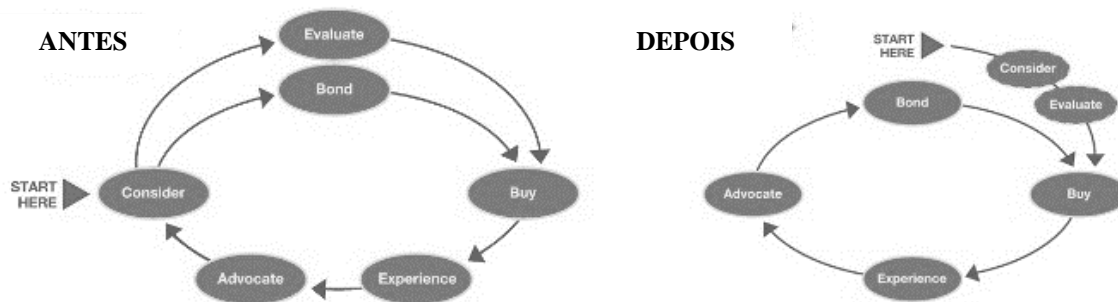 ANTES
Evaluate
Bond
START
HERE
Consider
Buy
Advocate
Experience
DEPOIS
START
HERE
Consider
Evaluate
Bond
Advocate
Buy
Experience